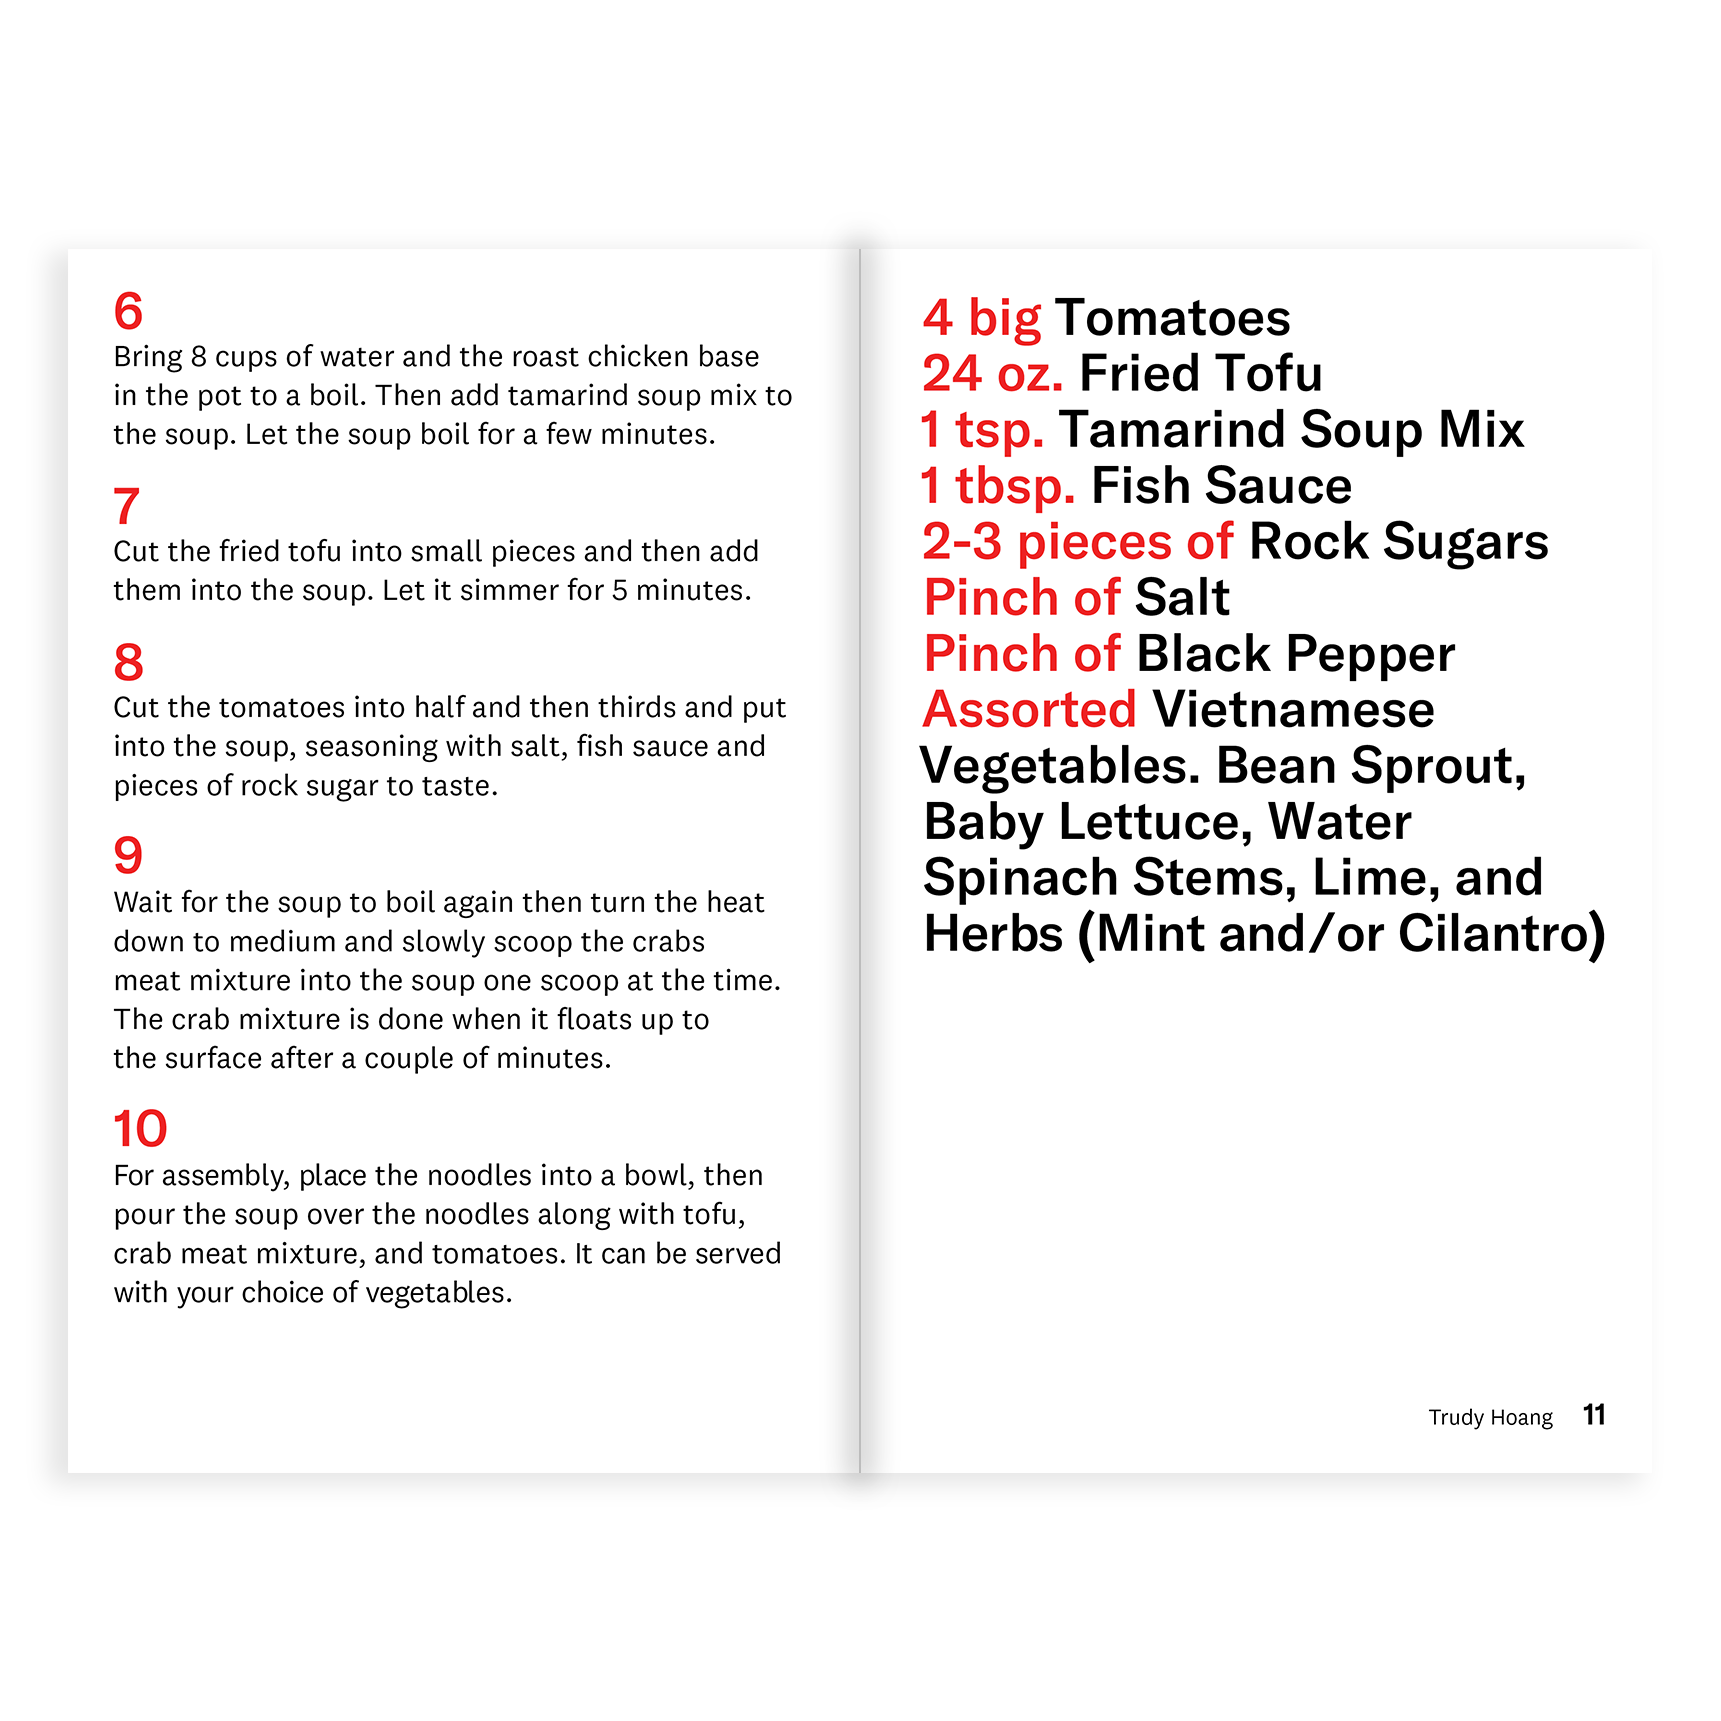 6
Bring 8 cups of water and the roast chicken base
in the pot to a boil. Then add tamarind soup mix to
the soup. Let the soup boil for a few minutes.
7
Cut the fried tofu into small pieces and then add
them into the soup. Let it simmer for 5 minutes.
8
Cut the tomatoes into half and then thirds and put
into the soup, seasoning with salt, fish sauce and
pieces of rock sugar to taste.
9
Wait for the soup to boil again then turn the heat
down to medium and slowly scoop the crabs
meat mixture into the soup one scoop at the time.
The crab mixture is done when it floats up to
the surface after a couple of minutes.
10
For assembly, place the noodles into a bowl, then
pour the soup over the noodles along with tofu,
crab meat mixture, and tomatoes. It can be served
with your choice of vegetables.
4 big Tomatoes
24 oz. Fried Tofu
1 tsp. Tamarind Soup Mix
1 tbsp. Fish Sauce
2-3 pieces of Rock Sugars
Pinch of Salt
Pinch of Black Pepper
Assorted Vietnamese
Vegetables. Bean Sprout,
Baby Lettuce, Water
Spinach Stems, Lime, and
Herbs (Mint and/or Cilantro)
Trudy Hoang 11